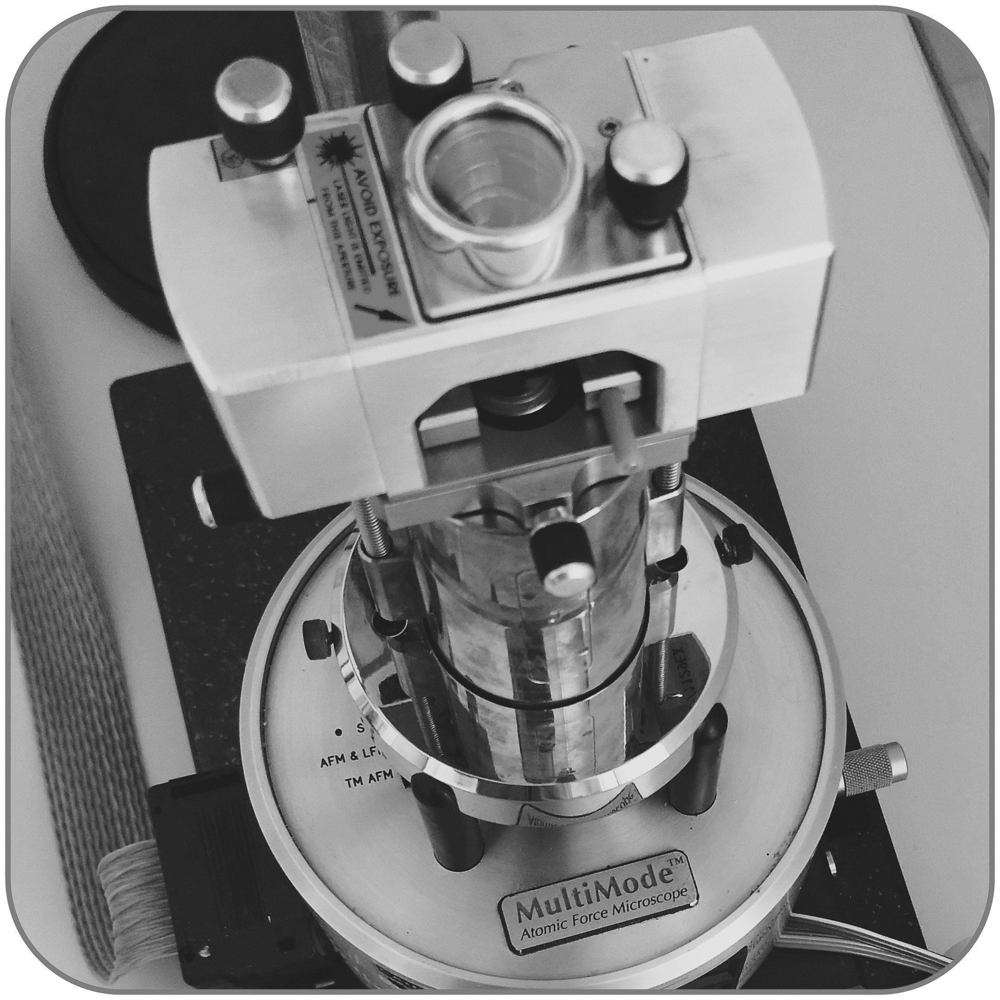 AVOID EXPOSURE
LASER LIGHT IS EMITTED
FROM THIS APERTURE
S
AFM & LF
TM AFM
MultiMode™
Atomic Force Microscope